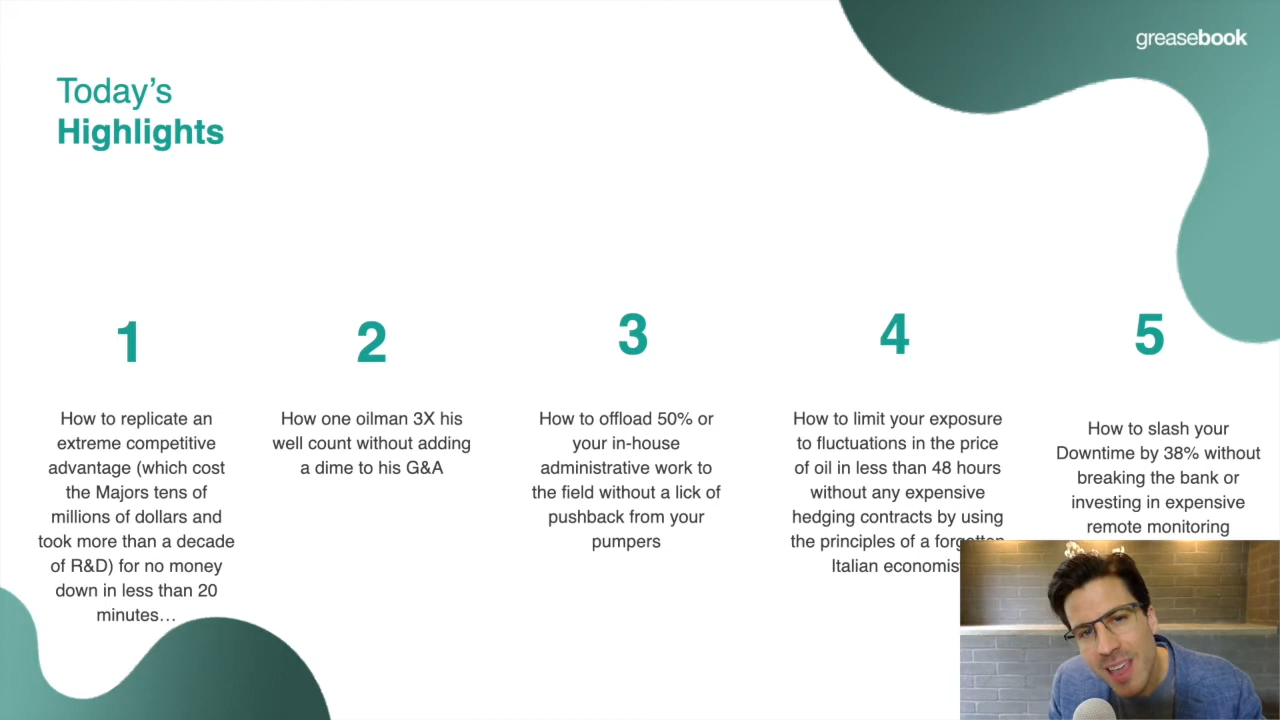 greasebook
Today’s
Highlights
1
How to replicate an
extreme competitive
advantage (which cost
the Majors tens of
millions of dollars and
took more than a decade
of R&D) for no money
down in less than 20
minutes…
2
How one oilman 3X his
well count without adding
a dime to his G&A
3
How to offload 50% or
your in-house
administrative work to
the field without a lick of
pushback from your
pumpers
4
How to limit your exposure
to fluctuations in the price
of oil in less than 48 hours
without any expensive
hedging contracts by using
the principles of a forgotten
Italian economist
5
How to slash your
Downtime by 38% without
breaking the bank or
investing in expensive
remote monitoring